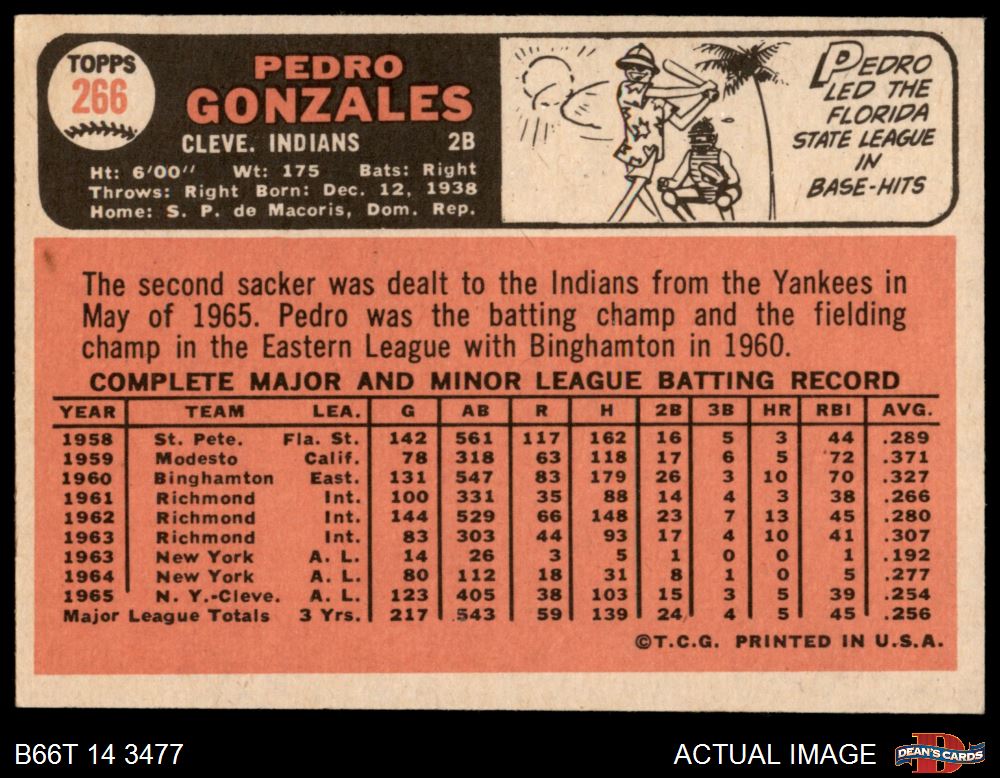 TOPPS
266
PEDRO
GONZALES
CLEVE. INDIANS 2B
Ht: 6'00" Wt: 175 Bats: Right
Throws: Right Born: Dec. 12, 1938
Home: S. P. de Macoris, Dom. Rep.
PEDRO
LED THE
FLORIDA
STATE LEAGUE
IN
BASE-HITS
The second sacker was dealt to the Indians from the Yankees in
May of 1965. Pedro was the batting champ and the fielding
champ in the Eastern League with Binghamton in 1960.
COMPLETE MAJOR AND MINOR LEAGUE BATTING RECORD
YEAR TEAM LEA. G AB R H 2B 3B HR RBI AVG.
1958 St. Pete. Fla. St. 142 561 117 162 16 5 3 44 .289
1959 Modesto Calif. 78 318 63 118 17 6 5 72 .371
1960 Binghamton East. 131 547 83 179 26 3 10 70 .327
1961 Richmond Int. 100 331 35 88 14 4 3 38 .266
1962 Richmond Int. 144 529 66 148 23 7 13 45 .280
1963 Richmond Int. 83 303 44 93 17 4 10 41 .307
1963 New York A. L. 14 26 3 5 1 0 0 1 .192
1964 New York A. L. 80 112 18 31 8 1 0 5 .277
1965 N. Y.-Cleve. A. L. 123 405 38 103 15 3 5 39 .254
Major League Totals 3 Yrs. 217 543 59 139 24 4 5 45 .256
©T.C.G. PRINTED IN U.S.A.
B66T 14 3477
ACTUAL IMAGE
DEAN'S CARDS